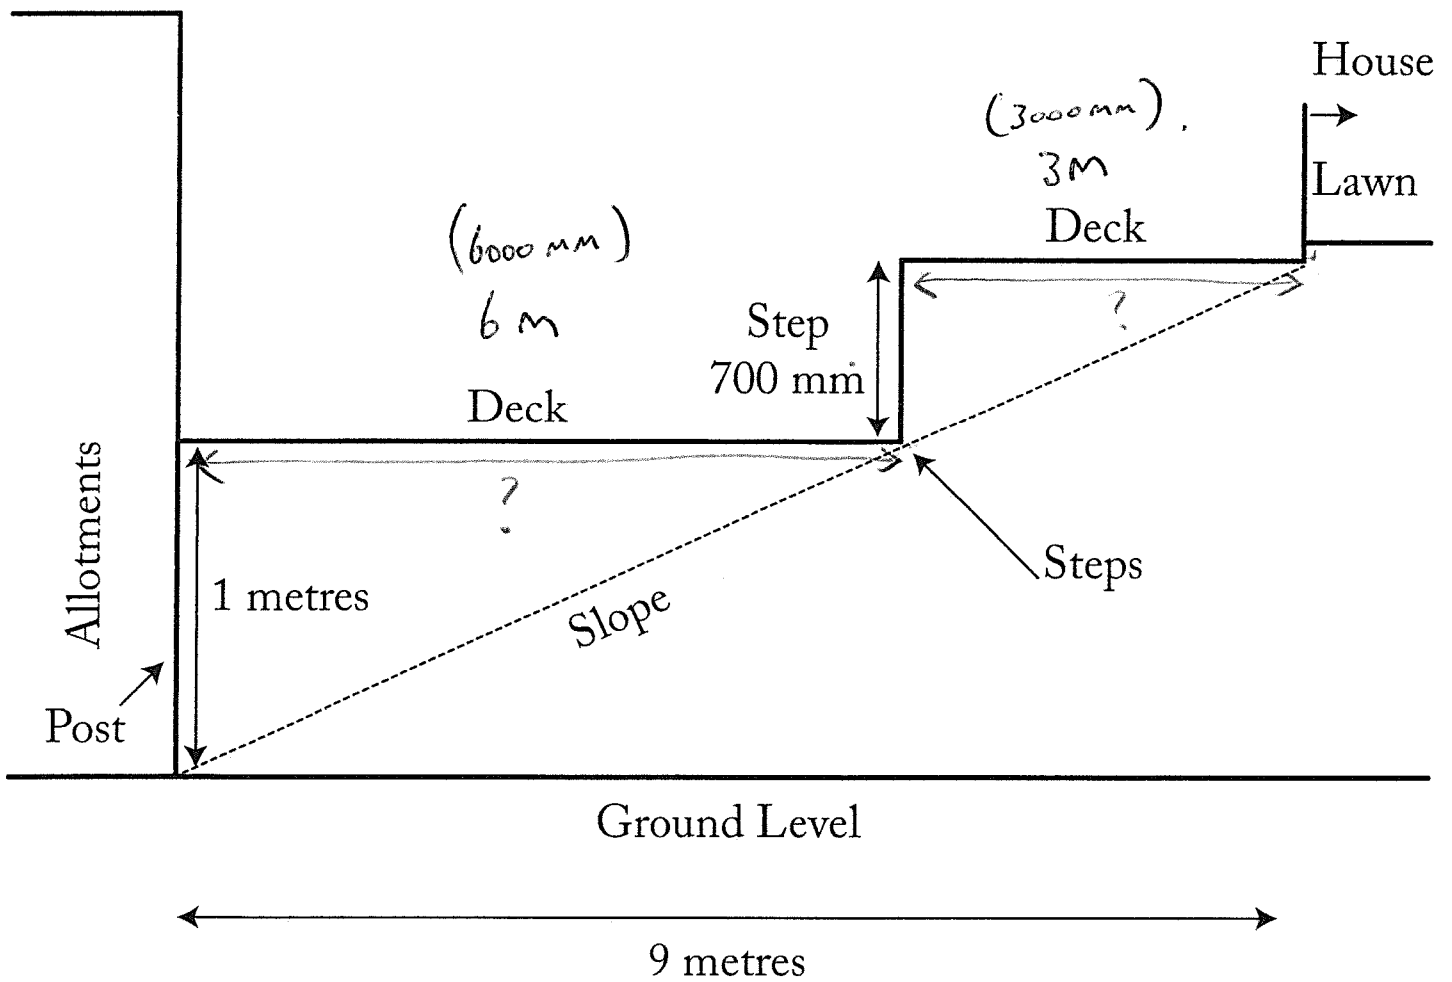 House
(3000mm).
3M
Lawn
Deck
(6000mm)
6m
Step
700 mm
?
Deck
?
Allotments
1 metres
Slope
Steps
Post
Ground Level
9 metres